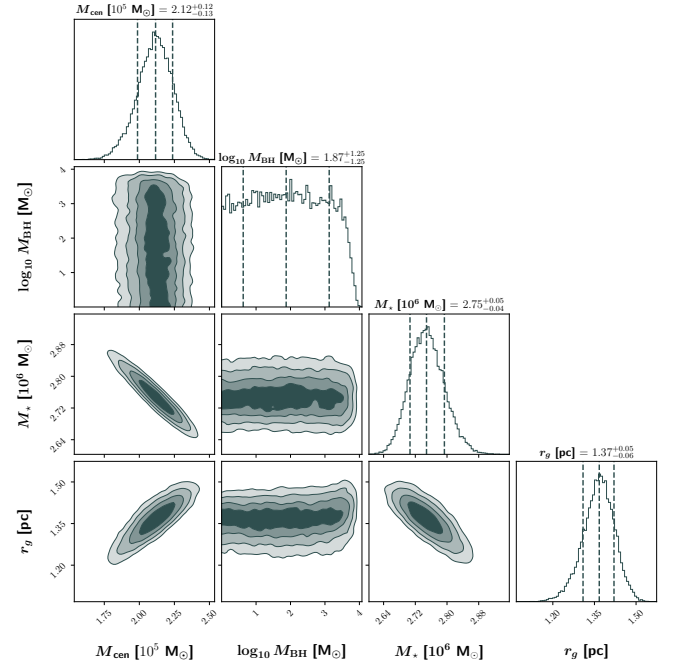 M_cen [10^5 M_⊙] = 2.12^{+0.12}_{-0.13}
log_10 M_BH [M_⊙] = 1.87^{+1.25}_{-1.25}
4
3
2
1
log_10 M_BH [M_⊙]
M_⋆ [10^6 M_⊙] = 2.75^{+0.05}_{-0.04}
2.88
2.80
2.72
2.64
M_⋆ [10^6 M_⊙]
r_g [pc] = 1.37^{+0.05}_{-0.06}
1.50
1.35
1.20
r_g [pc]
1.75 2.00 2.25 2.50 1 2 3 4 2.64 2.72 2.80 2.88 1.20 1.35 1.50
M_cen [10^5 M_⊙] log_10 M_BH [M_⊙] M_⋆ [10^6 M_⊙] r_g [pc]